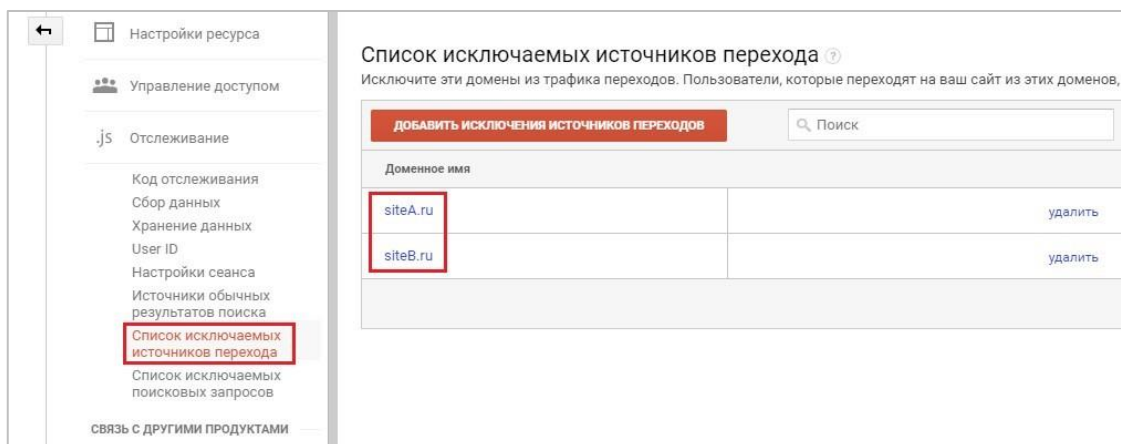 Настройки ресурса
Управление доступом
.js Отслеживание
Код отслеживания
Сбор данных
Хранение данных
User ID
Настройки сеанса
Источники обычных
результатов поиска
Список исключаемых
источников перехода
Список исключаемых
поисковых запросов
СВЯЗЬ С ДРУГИМИ ПРОДУКТАМИ
Список исключаемых источников перехода ?
Исключите эти домены из трафика переходов. Пользователи, которые переходят на ваш сайт из этих доменов,
ДОБАВИТЬ ИСКЛЮЧЕНИЯ ИСТОЧНИКОВ ПЕРЕХОДОВ
Поиск
Доменное имя
siteA.ru удалить
siteB.ru удалить